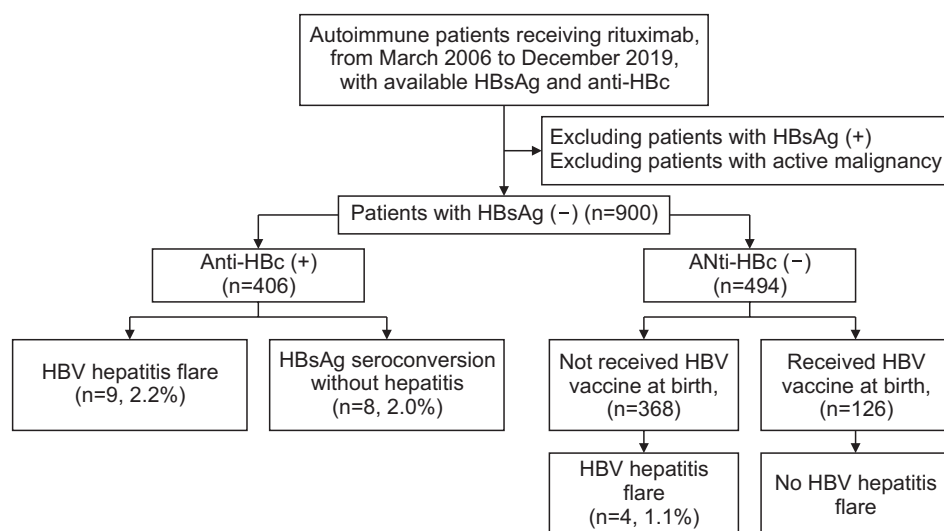 Autoimmune patients receiving rituximab,
from March 2006 to December 2019,
with available HBsAg and anti-HBc
Excluding patients with HBsAg (+)
Excluding patients with active malignancy
Patients with HBsAg (−) (n=900)
Anti-HBc (+)
(n=406)
ANti-HBc (−)
(n=494)
HBV hepatitis flare
(n=9, 2.2%)
HBsAg seroconversion
without hepatitis
(n=8, 2.0%)
Not received HBV
vaccine at birth,
(n=368)
Received HBV
vaccine at birth,
(n=126)
HBV hepatitis
flare
(n=4, 1.1%)
No HBV hepatitis
flare